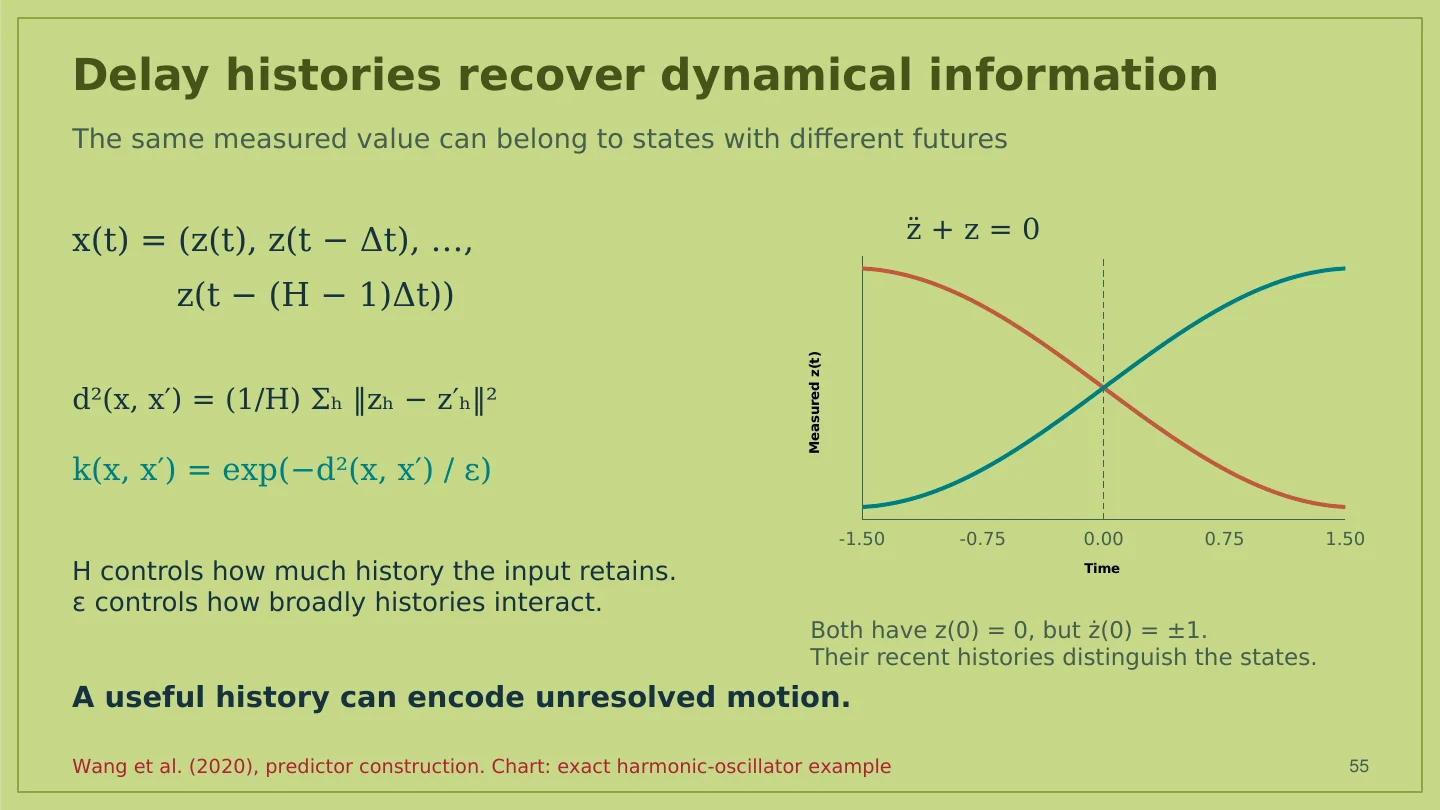 Delay histories recover dynamical information
The same measured value can belong to states with different futures
x(t) = (z(t), z(t − Δt), …,
z(t − (H − 1)Δt))
d²(x, x′) = (1/H) Σₕ ‖zₕ − z′ₕ‖²
k(x, x′) = exp(−d²(x, x′) / ε)
H controls how much history the input retains.
ε controls how broadly histories interact.
A useful history can encode unresolved motion.
z̈ + z = 0
Measured z(t)
-1.50 -0.75 0.00 0.75 1.50
Time
Both have z(0) = 0, but ż(0) = ±1.
Their recent histories distinguish the states.
Wang et al. (2020), predictor construction. Chart: exact harmonic-oscillator example
55